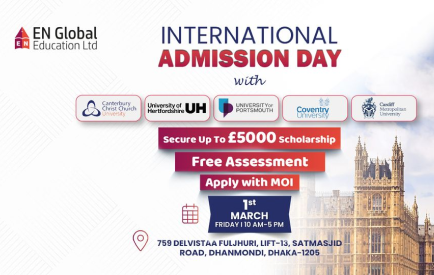 EN Global
Education Ltd
EN
INTERNATIONAL
ADMISSION DAY
with
Canterbury
Christ Church
University
University of
Hertfordshire UH
UNIVERSITY OF
PORTSMOUTH
Coventry
University
Cardiff
Metropolitan
University
Secure Up To £5000 Scholarship
Free Assessment
Apply with MOI
1st
MARCH
FRIDAY | 10 AM-5 PM
759 DELVISTAA FULJHURI, LIFT-13, SATMASJID
ROAD, DHANMONDI, DHAKA-1205